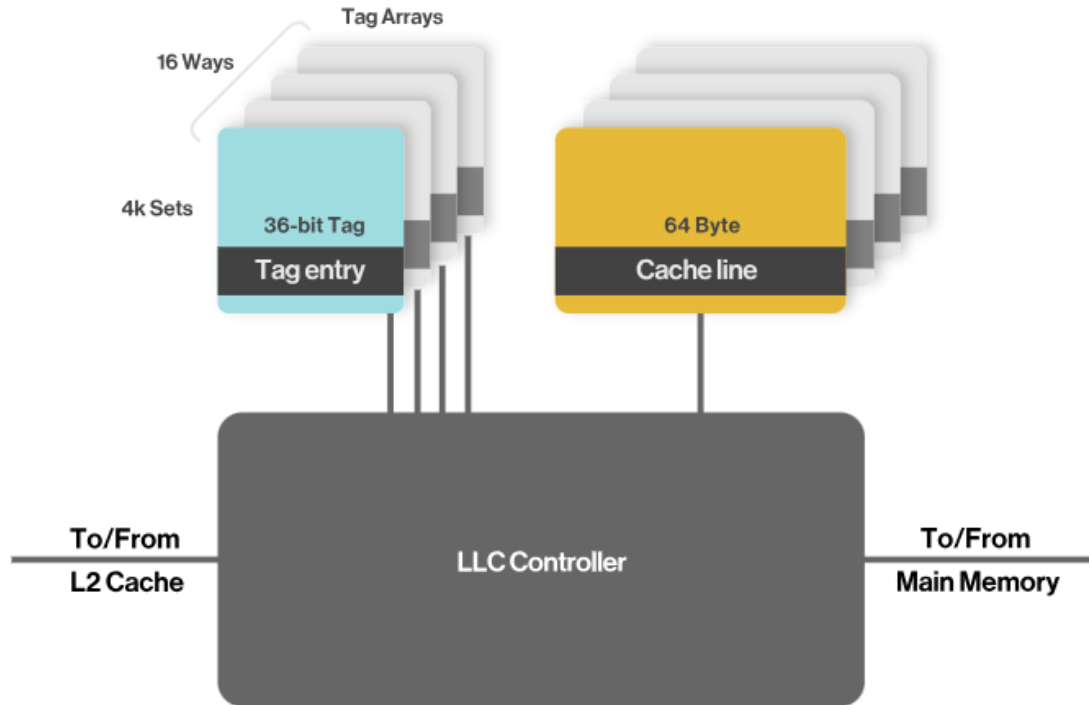 Tag Arrays
16 Ways
4k Sets
36-bit Tag
Tag entry
64 Byte
Cache line
To/From
L2 Cache
LLC Controller
To/From
Main Memory